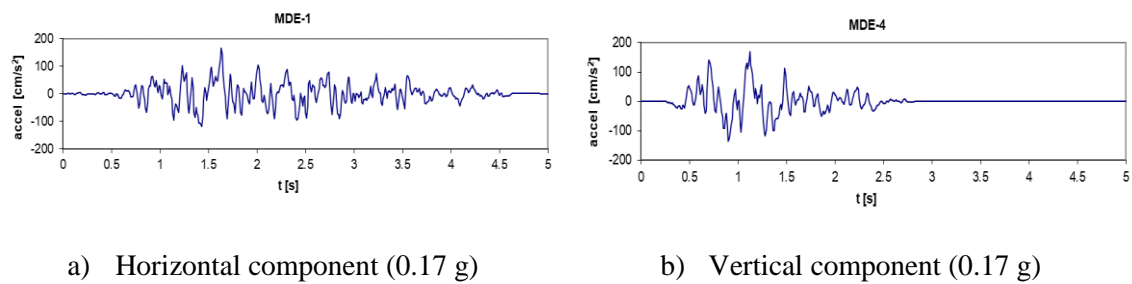 MDE-1
200
100
0
-100
-200
accel [cm/s²]
0 0.5 1 1.5 2 2.5 3 3.5 4 4.5 5
t [s]
a) Horizontal component (0.17 g)
MDE-4
200
100
0
-100
-200
accel [cm/s²]
0 0.5 1 1.5 2 2.5 3 3.5 4 4.5 5
t [s]
b) Vertical component (0.17 g)